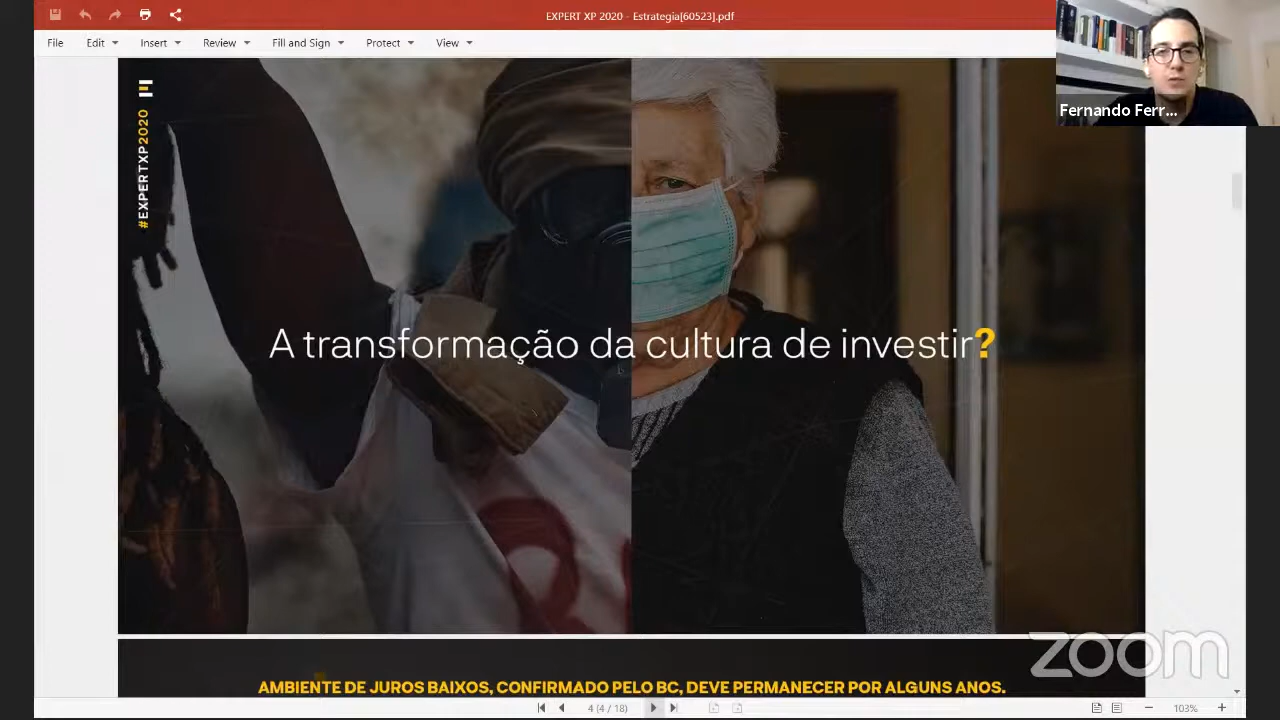 EXPERT XP 2020 - Estrategia[60523].pdf
File Edit Insert Review Fill and Sign Protect View
Fernando Ferr...
#EXPERTXP2020
A transformação da cultura de investir?
zoom
AMBIENTE DE JUROS BAIXOS, CONFIRMADO PELO BC, DEVE PERMANECER POR ALGUNS ANOS.
4 (4 / 18)
103%